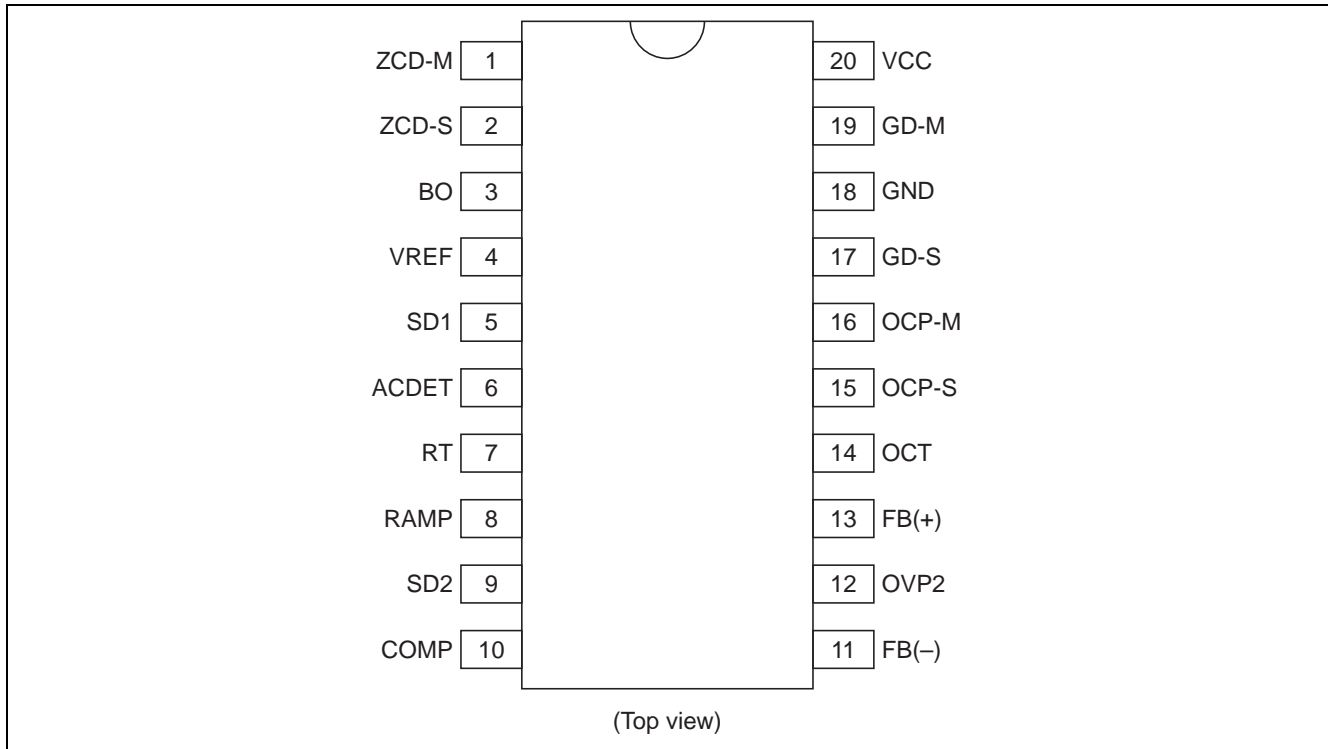 ZCD-M 1 20 VCC
ZCD-S 2 19 GD-M
BO 3 18 GND
VREF 4 17 GD-S
SD1 5 16 OCP-M
ACDET 6 15 OCP-S
RT 7 14 OCT
RAMP 8 13 FB(+)
SD2 9 12 OVP2
COMP 10 11 FB(–)
(Top view)